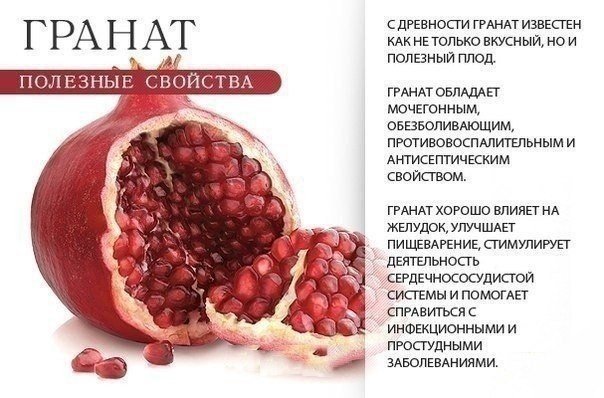 ГРАНАТ
ПОЛЕЗНЫЕ СВОЙСТВА
С ДРЕВНОСТИ ГРАНАТ ИЗВЕСТЕН
КАК НЕ ТОЛЬКО ВКУСНЫЙ, НО И
ПОЛЕЗНЫЙ ПЛОД.
ГРАНАТ ОБЛАДАЕТ
МОЧЕГОННЫМ,
ОБЕЗБОЛИВАЮЩИМ,
ПРОТИВОВОСПАЛИТЕЛЬНЫМ И
АНТИСЕПТИЧЕСКИМ
СВОЙСТВОМ.
ГРАНАТ ХОРОШО ВЛИЯЕТ НА
ЖЕЛУДОК, УЛУЧШАЕТ
ПИЩЕВАРЕНИЕ, СТИМУЛИРУЕТ
ДЕЯТЕЛЬНОСТЬ
СЕРДЕЧНОСОСУДИСТОЙ
СИСТЕМЫ И ПОМОГАЕТ
СПРАВИТЬСЯ С
ИНФЕКЦИОННЫМИ И
ПРОСТУДНЫМИ
ЗАБОЛЕВАНИЯМИ.